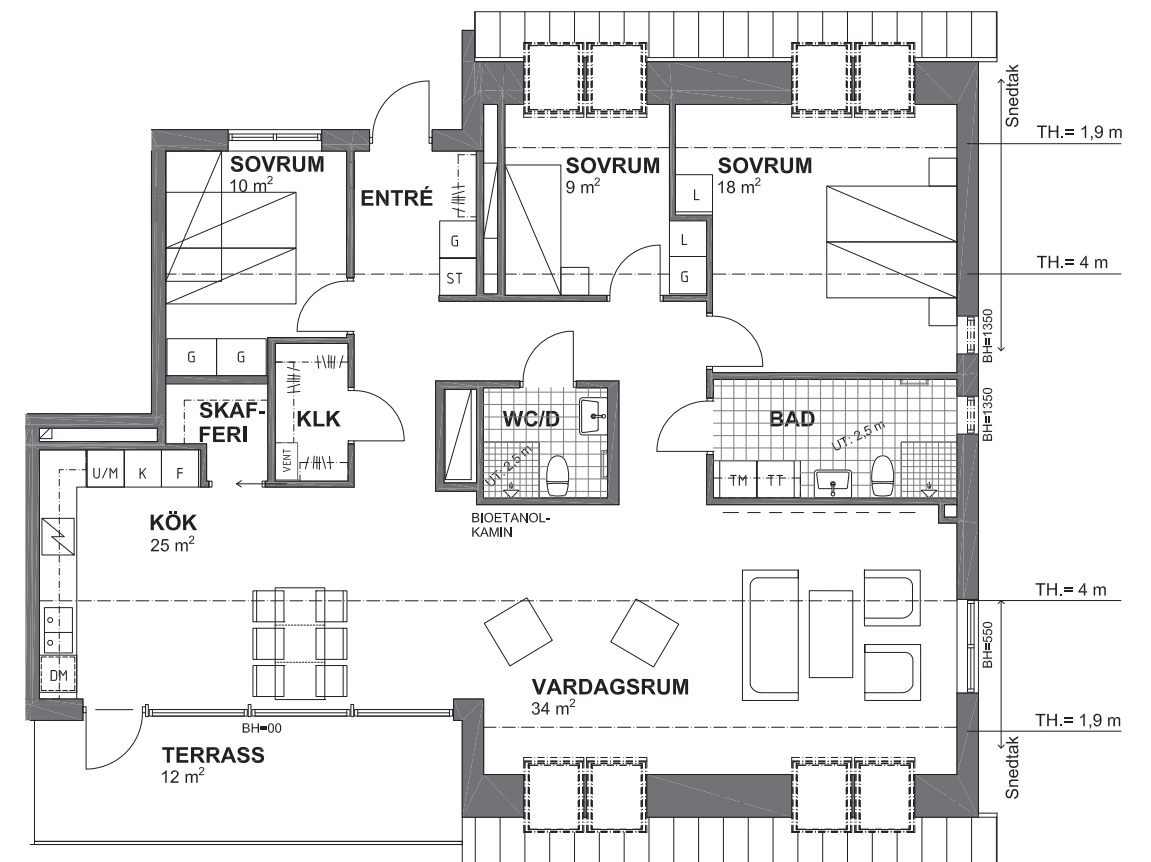 Snedtak
TH.= 1,9 m
SOVRUM
10 m²
ENTRÉ
SOVRUM
9 m²
SOVRUM
18 m²
L
G
L
ST
G
TH.= 4 m
BH=1350
G
G
SKAF-
FERI
KLK
WC/D
BAD
BH=1350
UT: 2,5 m
UT: 2,5 m
VENT
U/M
K
F
TM
TT
KÖK
25 m²
BIOETANOL-
KAMIN
TH.= 4 m
BH=550
DM
VARDAGSRUM
34 m²
TH.= 1,9 m
BH=00
TERRASS
12 m²
Snedtak